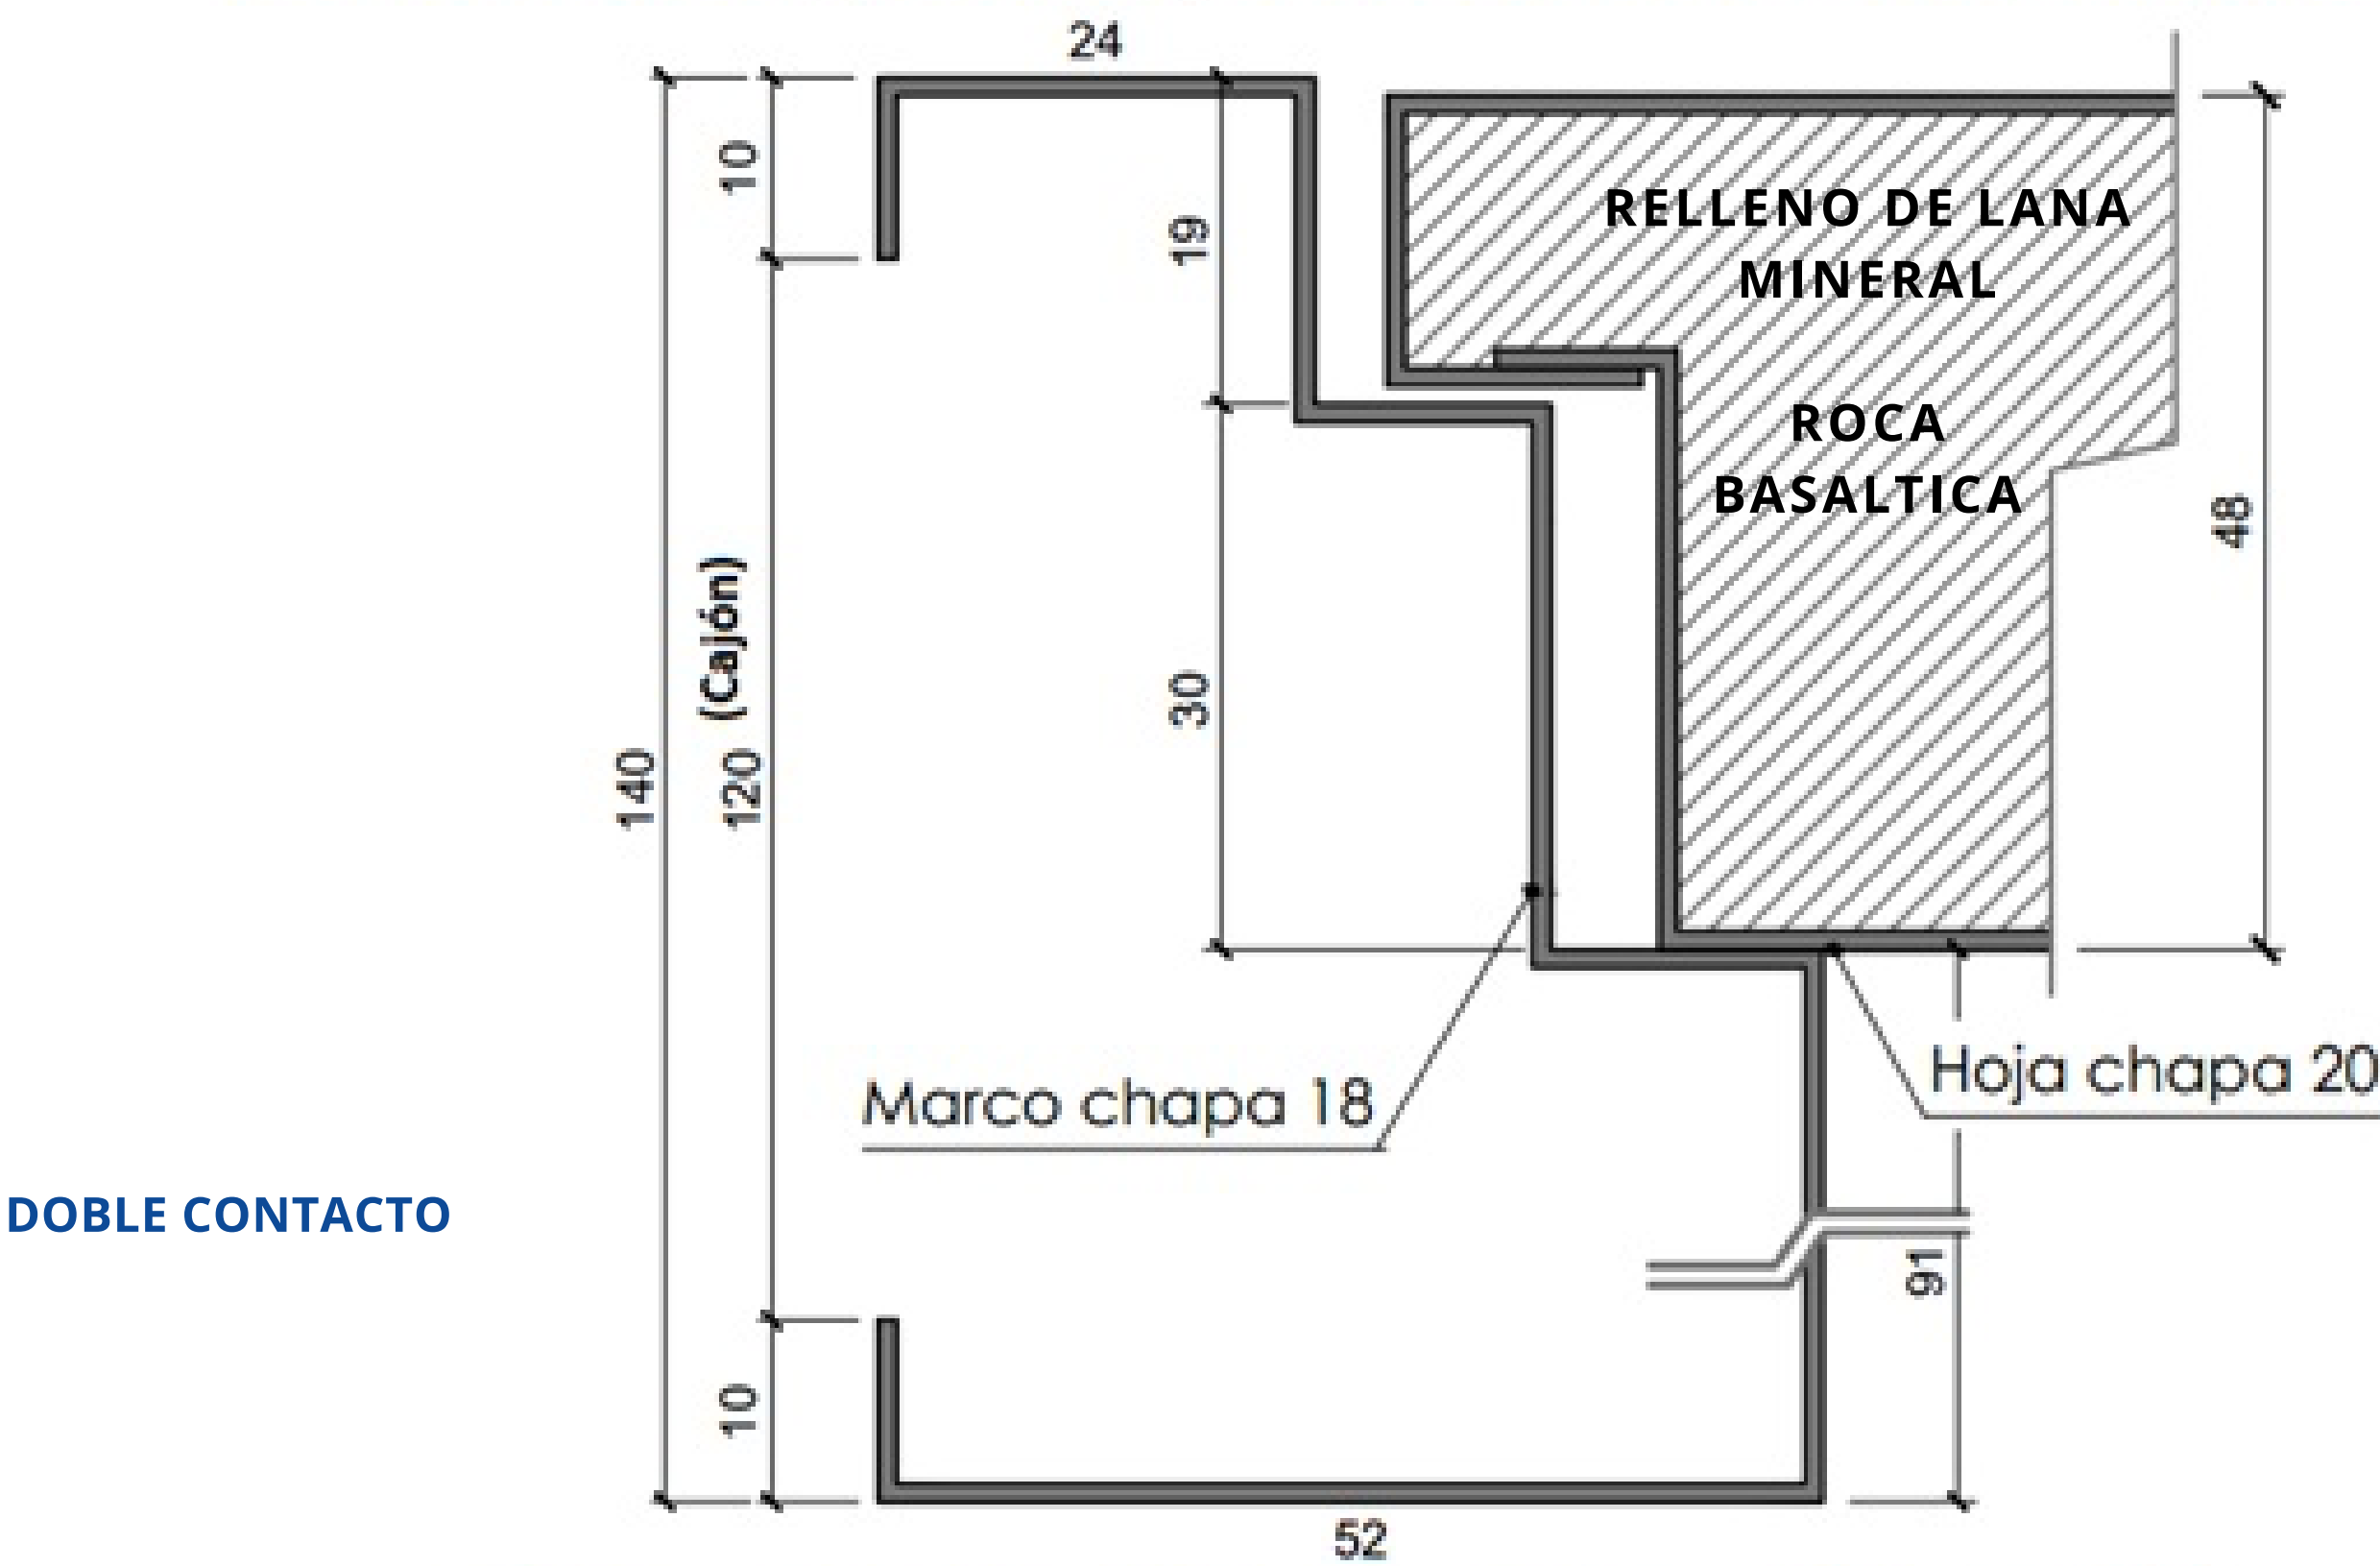 24
10
19
RELLENO DE LANA
MINERAL
ROCA
BASALTICA
48
(Cajón)
30
140
120
Marco chapa 18
Hoja chapa 20
DOBLE CONTACTO
91
10
52